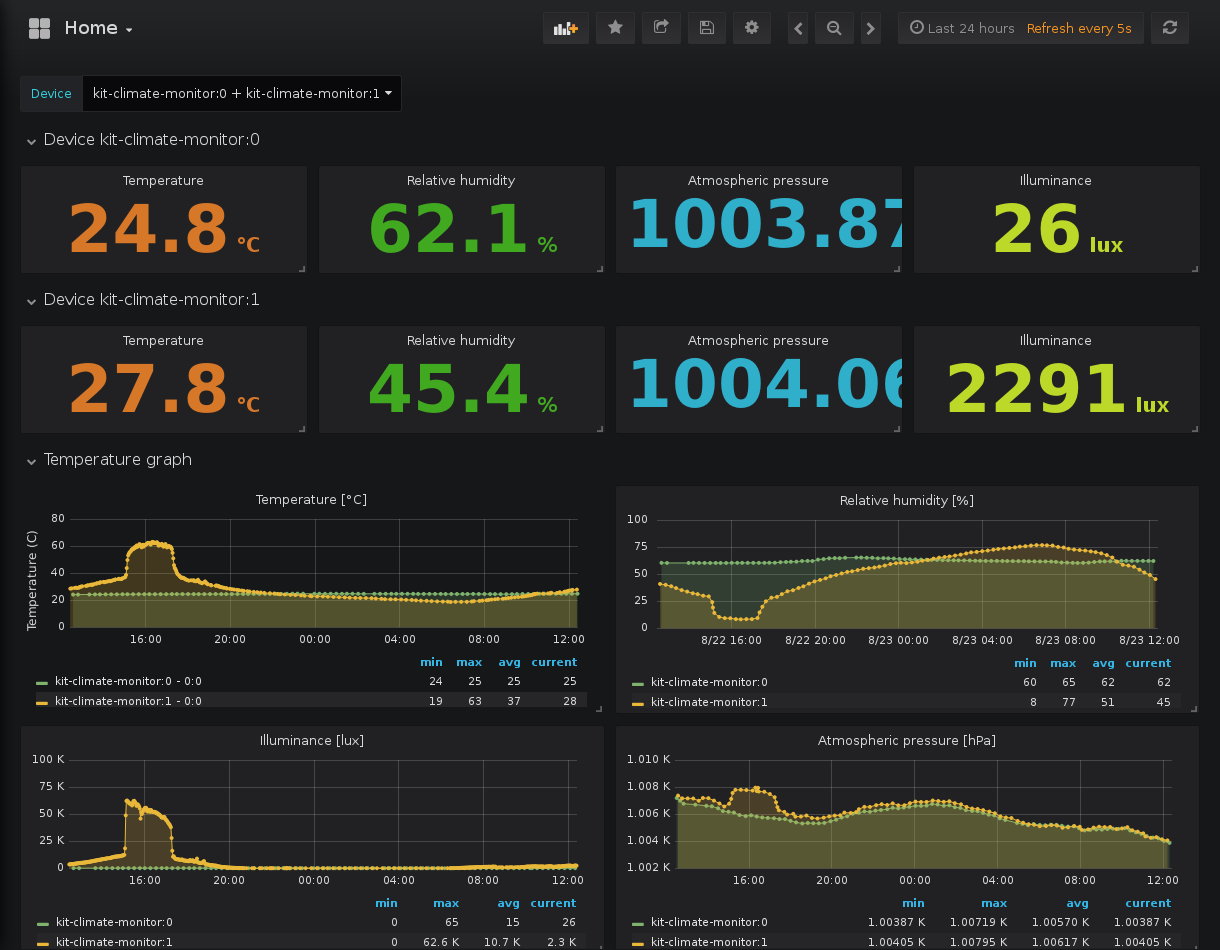 Home
Last 24 hours Refresh every 5s
Device kit-climate-monitor:0 + kit-climate-monitor:1
Device kit-climate-monitor:0
Temperature Relative humidity Atmospheric pressure Illuminance
24.8 °C 62.1 % 1003.87 26 lux
Device kit-climate-monitor:1
Temperature Relative humidity Atmospheric pressure Illuminance
27.8 °C 45.4 % 1004.06 2291 lux
Temperature graph
Temperature [°C]
Temperature (C)
80
60
40
20
0
16:00 20:00 00:00 04:00 08:00 12:00
min max avg current
kit-climate-monitor:0 - 0:0 24 25 25 25
kit-climate-monitor:1 - 0:0 19 63 37 28
Relative humidity [%]
100
75
50
25
0
8/22 16:00 8/22 20:00 8/23 00:00 8/23 04:00 8/23 08:00 8/23 12:00
min max avg current
kit-climate-monitor:0 60 65 62 62
kit-climate-monitor:1 8 77 51 45
Illuminance [lux]
100 K
75 K
50 K
25 K
0
16:00 20:00 00:00 04:00 08:00 12:00
min max avg current
kit-climate-monitor:0 0 65 15 26
kit-climate-monitor:1 0 62.6 K 10.7 K 2.3 K
Atmospheric pressure [hPa]
1.010 K
1.008 K
1.006 K
1.004 K
1.002 K
16:00 20:00 00:00 04:00 08:00 12:00
min max avg current
kit-climate-monitor:0 1.00387 K 1.00719 K 1.00570 K 1.00387 K
kit-climate-monitor:1 1.00405 K 1.00795 K 1.00617 K 1.00405 K